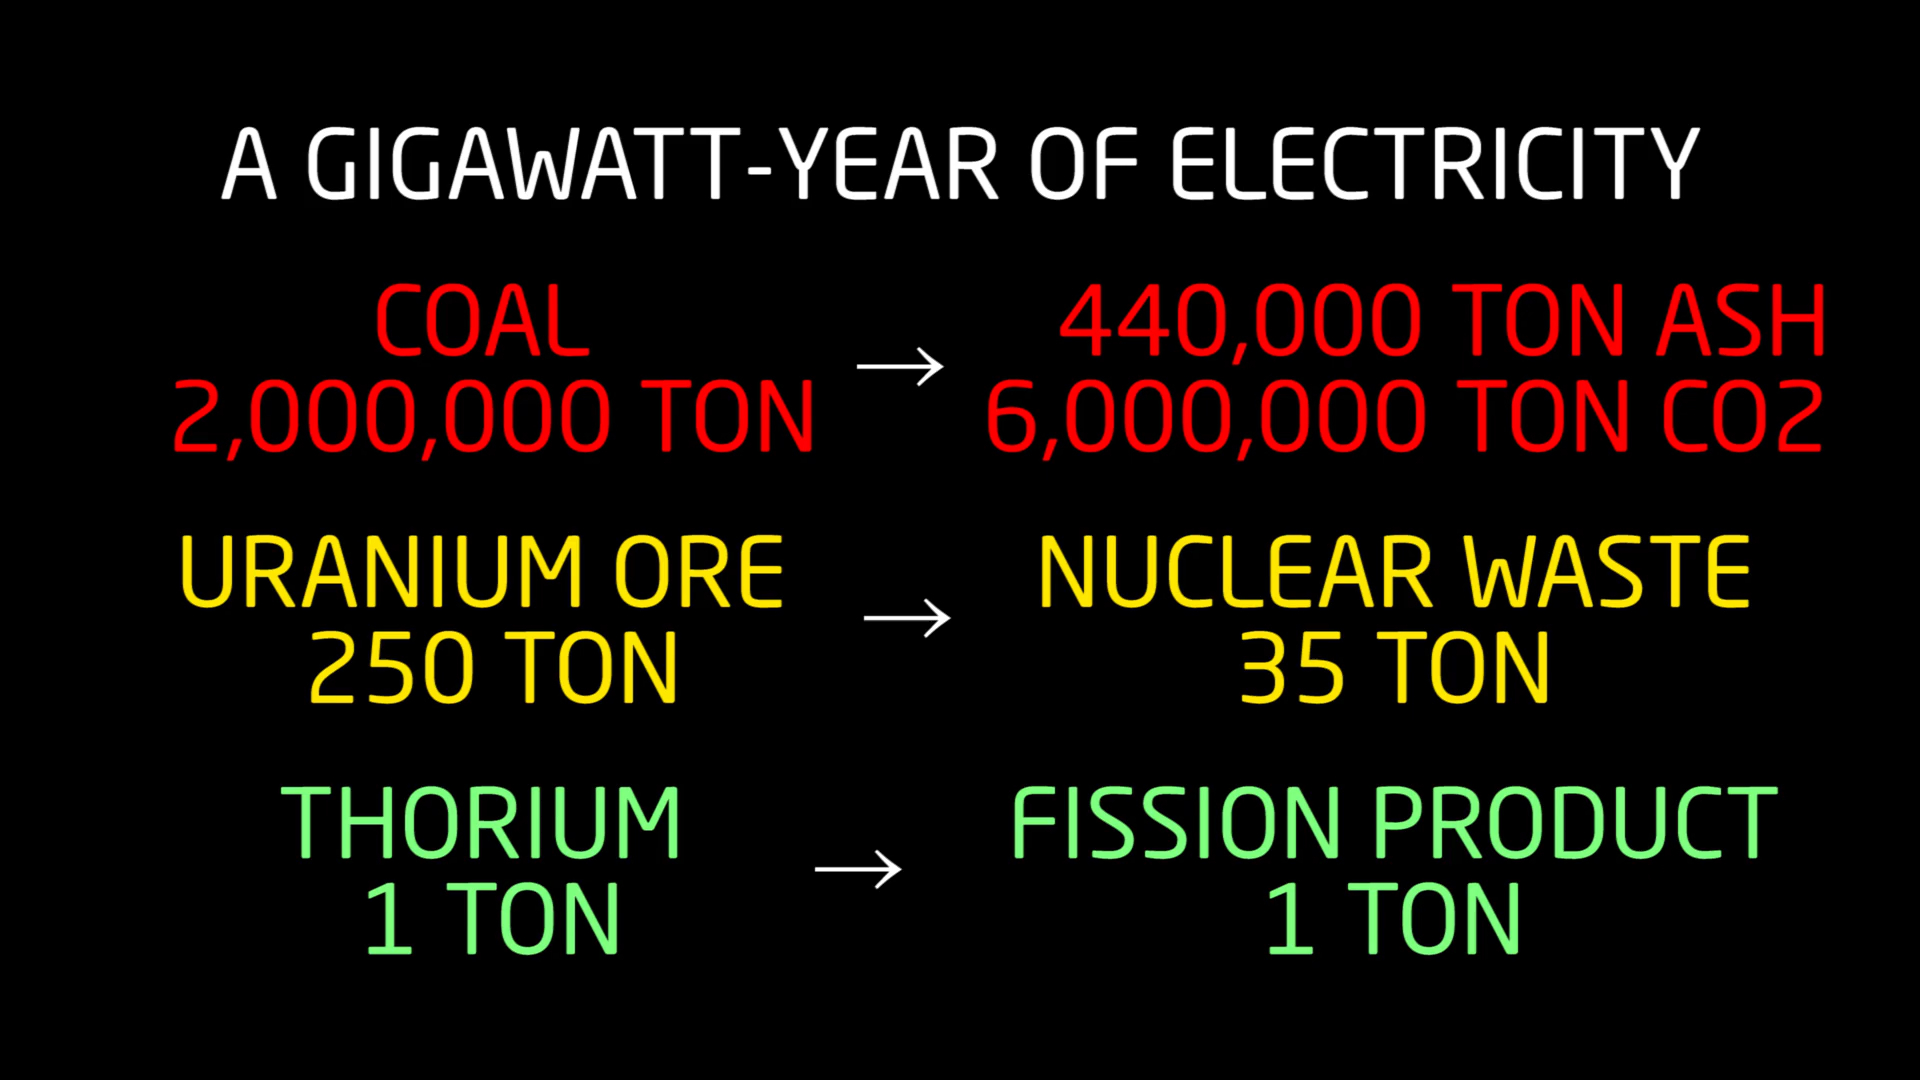 A GIGAWATT-YEAR OF ELECTRICITY
COAL
2,000,000 TON
→
440,000 TON ASH
6,000,000 TON CO2
URANIUM ORE
250 TON
→
NUCLEAR WASTE
35 TON
THORIUM
1 TON
→
FISSION PRODUCT
1 TON